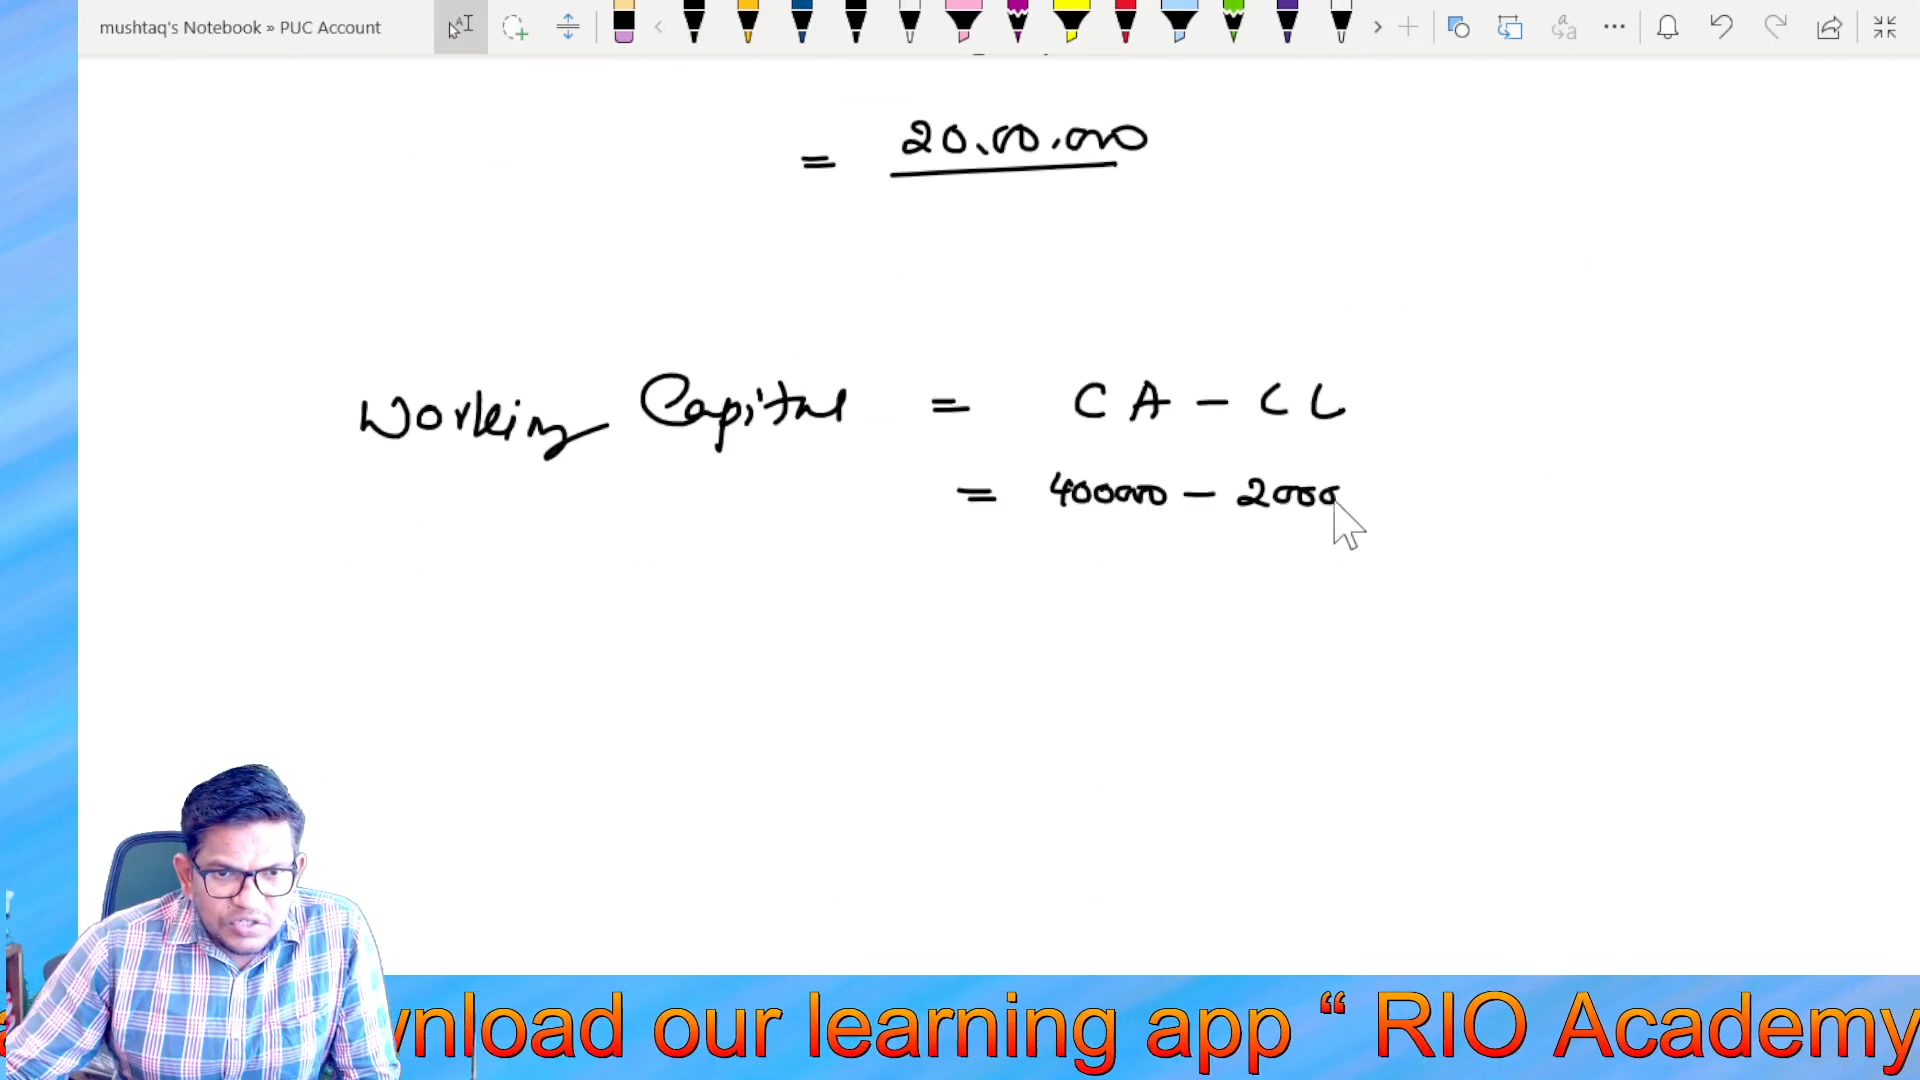 mushtaq's Notebook » PUC Account
= 20,00,000
Working Capital = CA - CL
= 400000 - 2000
wnload our learning app “ RIO Academy